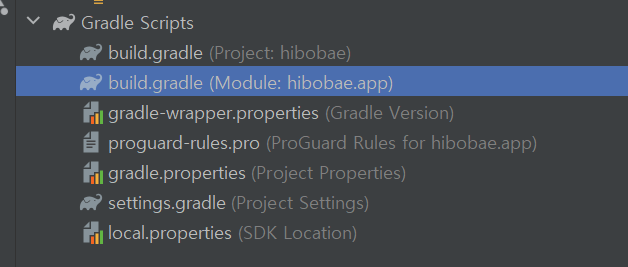 Gradle Scripts
build.gradle (Project: hibobae)
build.gradle (Module: hibobae.app)
gradle-wrapper.properties (Gradle Version)
proguard-rules.pro (ProGuard Rules for hibobae.app)
gradle.properties (Project Properties)
settings.gradle (Project Settings)
local.properties (SDK Location)